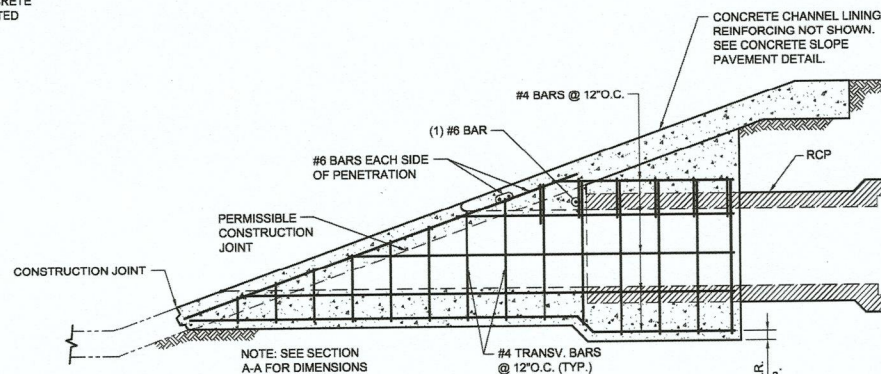 TED
CONCRETE CHANNEL LINING
REINFORCING NOT SHOWN.
SEE CONCRETE SLOPE
PAVEMENT DETAIL.
#4 BARS @ 12"O.C.
(1) #6 BAR
RCP
#6 BARS EACH SIDE
OF PENETRATION
PERMISSIBLE
CONSTRUCTION
JOINT
CONSTRUCTION JOINT
NOTE: SEE SECTION
A-A FOR DIMENSIONS
#4 TRANSV. BARS
@ 12"O.C. (TYP.)